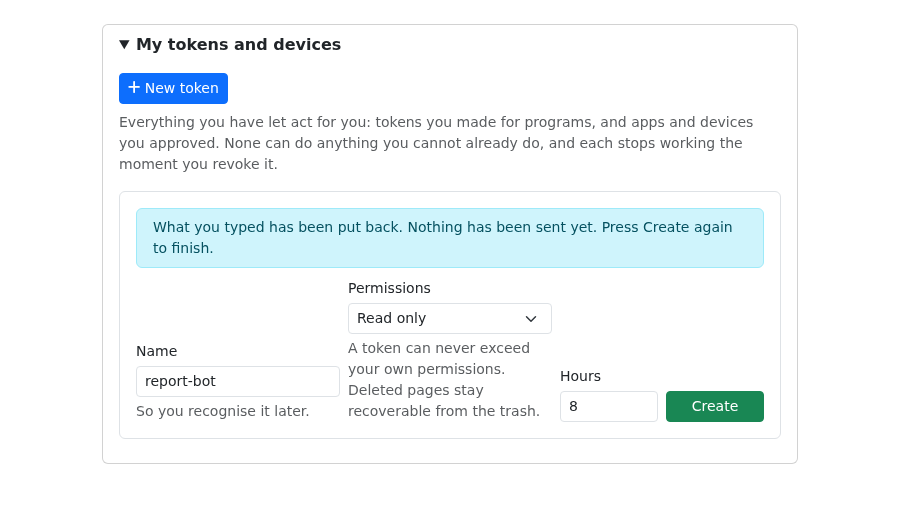 My tokens and devices
New token
Everything you have let act for you: tokens you made for programs, and apps and devices
you approved. None can do anything you cannot already do, and each stops working the
moment you revoke it.
What you typed has been put back. Nothing has been sent yet. Press Create again
to finish.
Name
report-bot
So you recognise it later.
Permissions
Read only
A token can never exceed
your own permissions.
Deleted pages stay
recoverable from the trash.
Hours
8
Create